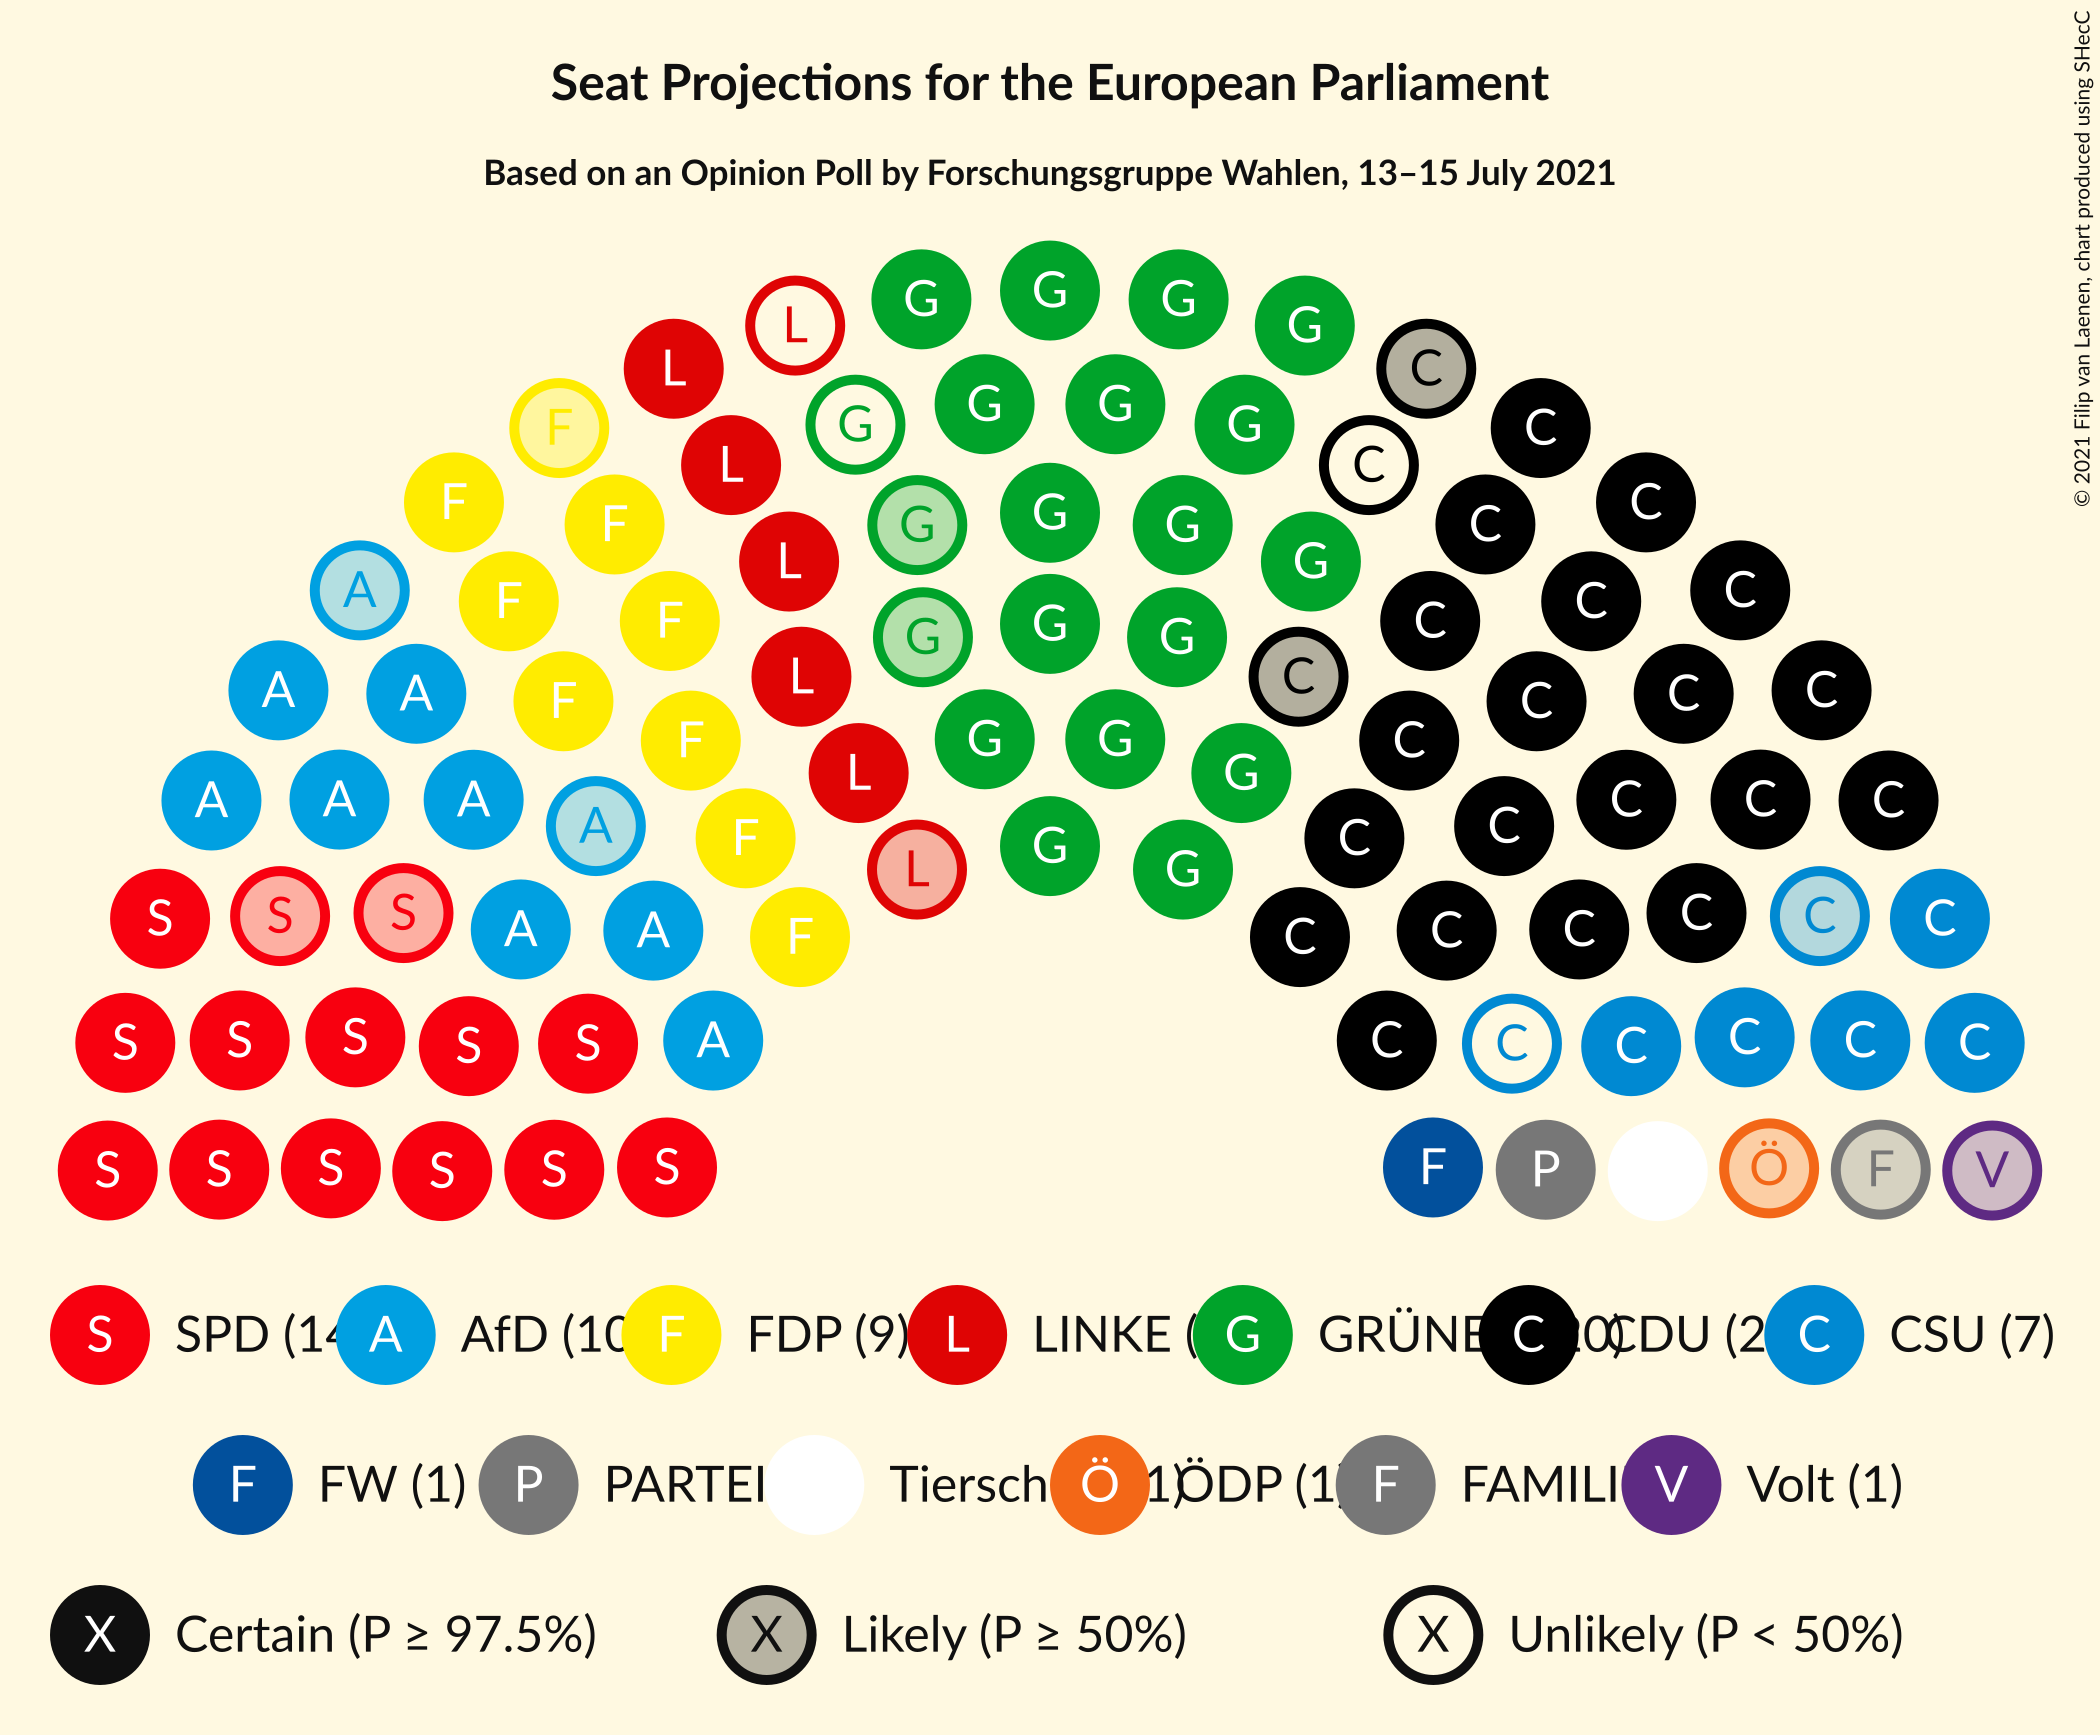 Seat Projections for the European Parliament
Based on an Opinion Poll by Forschungsgruppe Wahlen, 13–15 July 2021
© 2021 Filip van Laenen, chart produced using SHecC
G G G G
L C
L G G G G C C
F L G G G G C C C
F F L G G G C C C
A F F L G G G C C C
A A F F C C C C
A A A A F L G G C C C C C
S S S A A F C C C C C C
S S S S S A C C C C C C
S S S S S S F P Ö F V
S SPD (14 A AfD (10 F FDP (9) L LINKE ( G GRÜNE 20) C CDU (2 C CSU (7)
F FW (1) P PARTEI Tiersch 1) Ö ÖDP (1 F FAMILI V Volt (1)
X Certain (P ≥ 97.5%) X Likely (P ≥ 50%) X Unlikely (P < 50%)